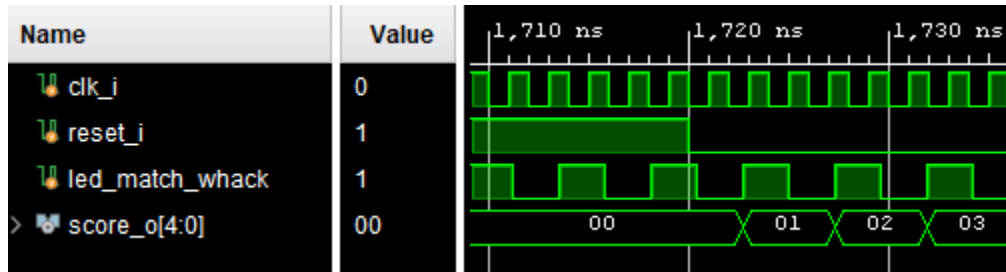 Name Value 1,710 ns 1,720 ns 1,730 ns
clk_i 0
reset_i 1
led_match_whack 1
> score_o[4:0] 00 00 01 02 03